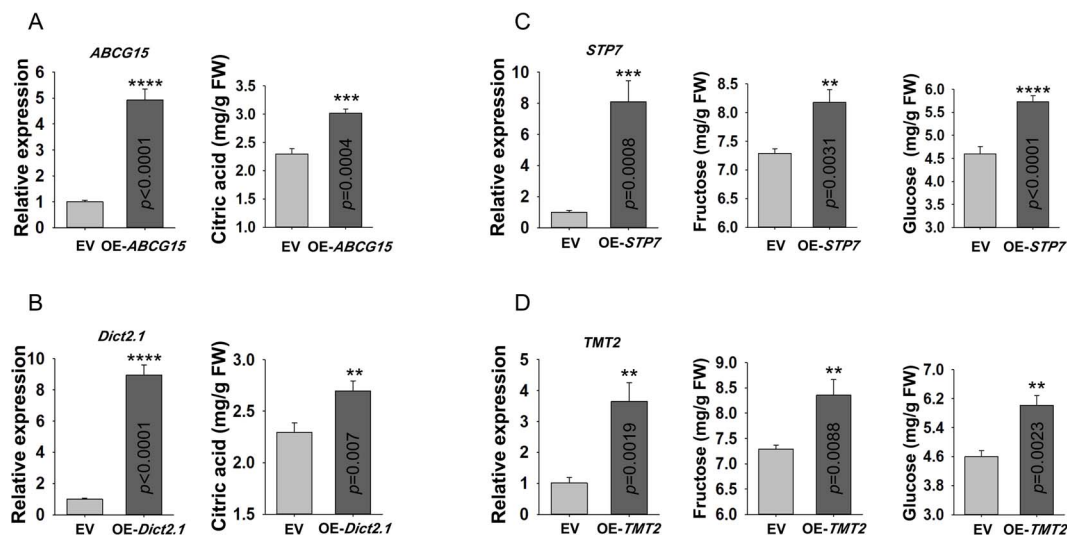 A
ABCG15
Relative expression
6
5
4
3
2
1
0
****
p<0.0001
EV OE-ABCG15
Citric acid (mg/g FW)
3.5
3.0
2.5
2.0
1.5
1.0
***
p=0.0004
EV OE-ABCG15
C
STP7
Relative expression
10
8
6
4
2
0
***
p=0.0008
EV OE-STP7
Fructose (mg/g FW)
9.0
8.5
8.0
7.5
7.0
6.5
6.0
**
p=0.0031
EV OE-STP7
Glucose (mg/g FW)
6.0
5.5
5.0
4.5
4.0
3.5
3.0
****
p<0.0001
EV OE-STP7
B
Dict2.1
Relative expression
10
8
6
4
2
0
****
p<0.0001
EV OE-Dict2.1
Citric acid (mg/g FW)
3.0
2.7
2.4
2.1
1.8
1.5
**
p=0.007
EV OE-Dict2.1
D
TMT2
Relative expression
5
4
3
2
1
0
**
p=0.0019
EV OE-TMT2
Fructose (mg/g FW)
9.0
8.5
8.0
7.5
7.0
6.5
6.0
**
p=0.0088
EV OE-TMT2
Glucose (mg/g FW)
7.0
6.2
5.4
4.6
3.8
3.0
**
p=0.0023
EV OE-TMT2